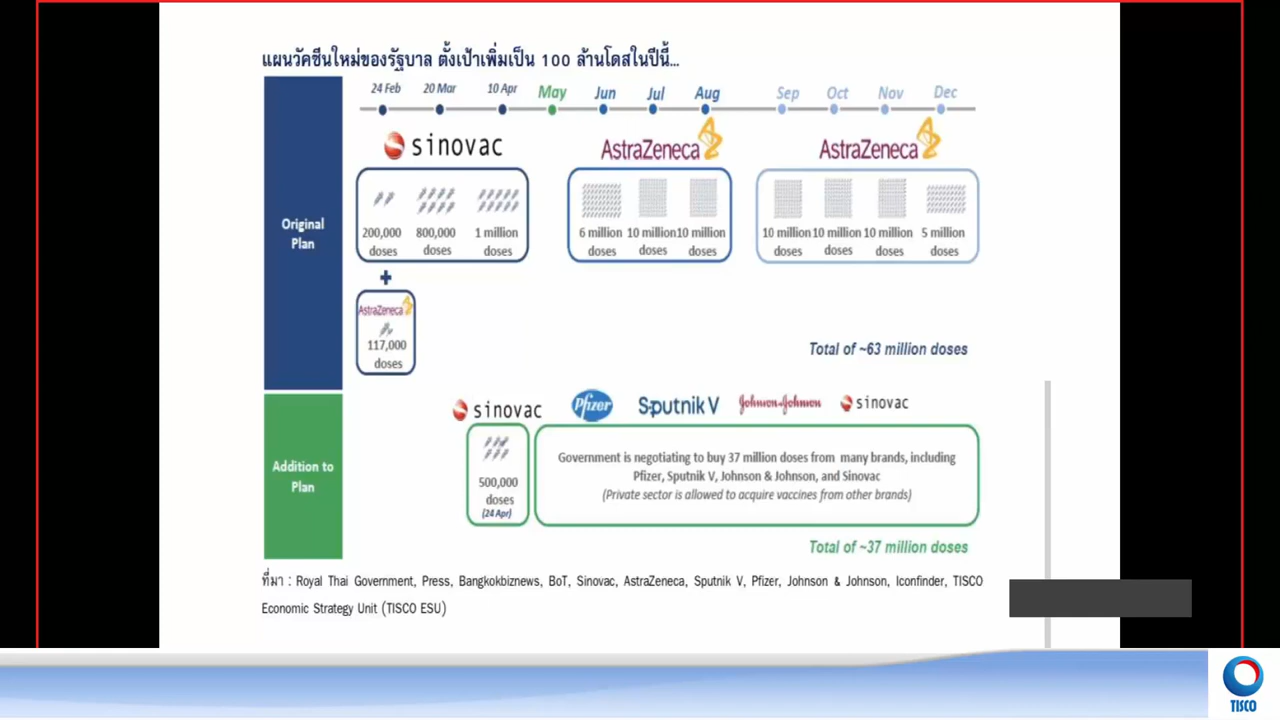 แผนวัคซีนใหม่ของรัฐบาล ตั้งเป้าเพิ่มเป็น 100 ล้านโดสในปีนี้...
24 Feb 20 Mar 10 Apr May Jun Jul Aug Sep Oct Nov Dec
sinovac AstraZeneca AstraZeneca
Original
Plan
200,000 800,000 1 million 6 million 10 million 10 million 10 million 10 million 10 million 5 million
doses doses doses doses doses doses doses doses doses doses
+
AstraZeneca
117,000
doses
Total of ~63 million doses
sinovac Pfizer Sputnik V Johnson&Johnson sinovac
Addition to
Plan
500,000
doses
(24 Apr)
Government is negotiating to buy 37 million doses from many brands, including
Pfizer, Sputnik V, Johnson & Johnson, and Sinovac
(Private sector is allowed to acquire vaccines from other brands)
Total of ~37 million doses
ที่มา : Royal Thai Government, Press, Bangkokbiznews, BoT, Sinovac, AstraZeneca, Sputnik V, Pfizer, Johnson & Johnson, Iconfinder, TISCO
Economic Strategy Unit (TISCO ESU)
TISCO